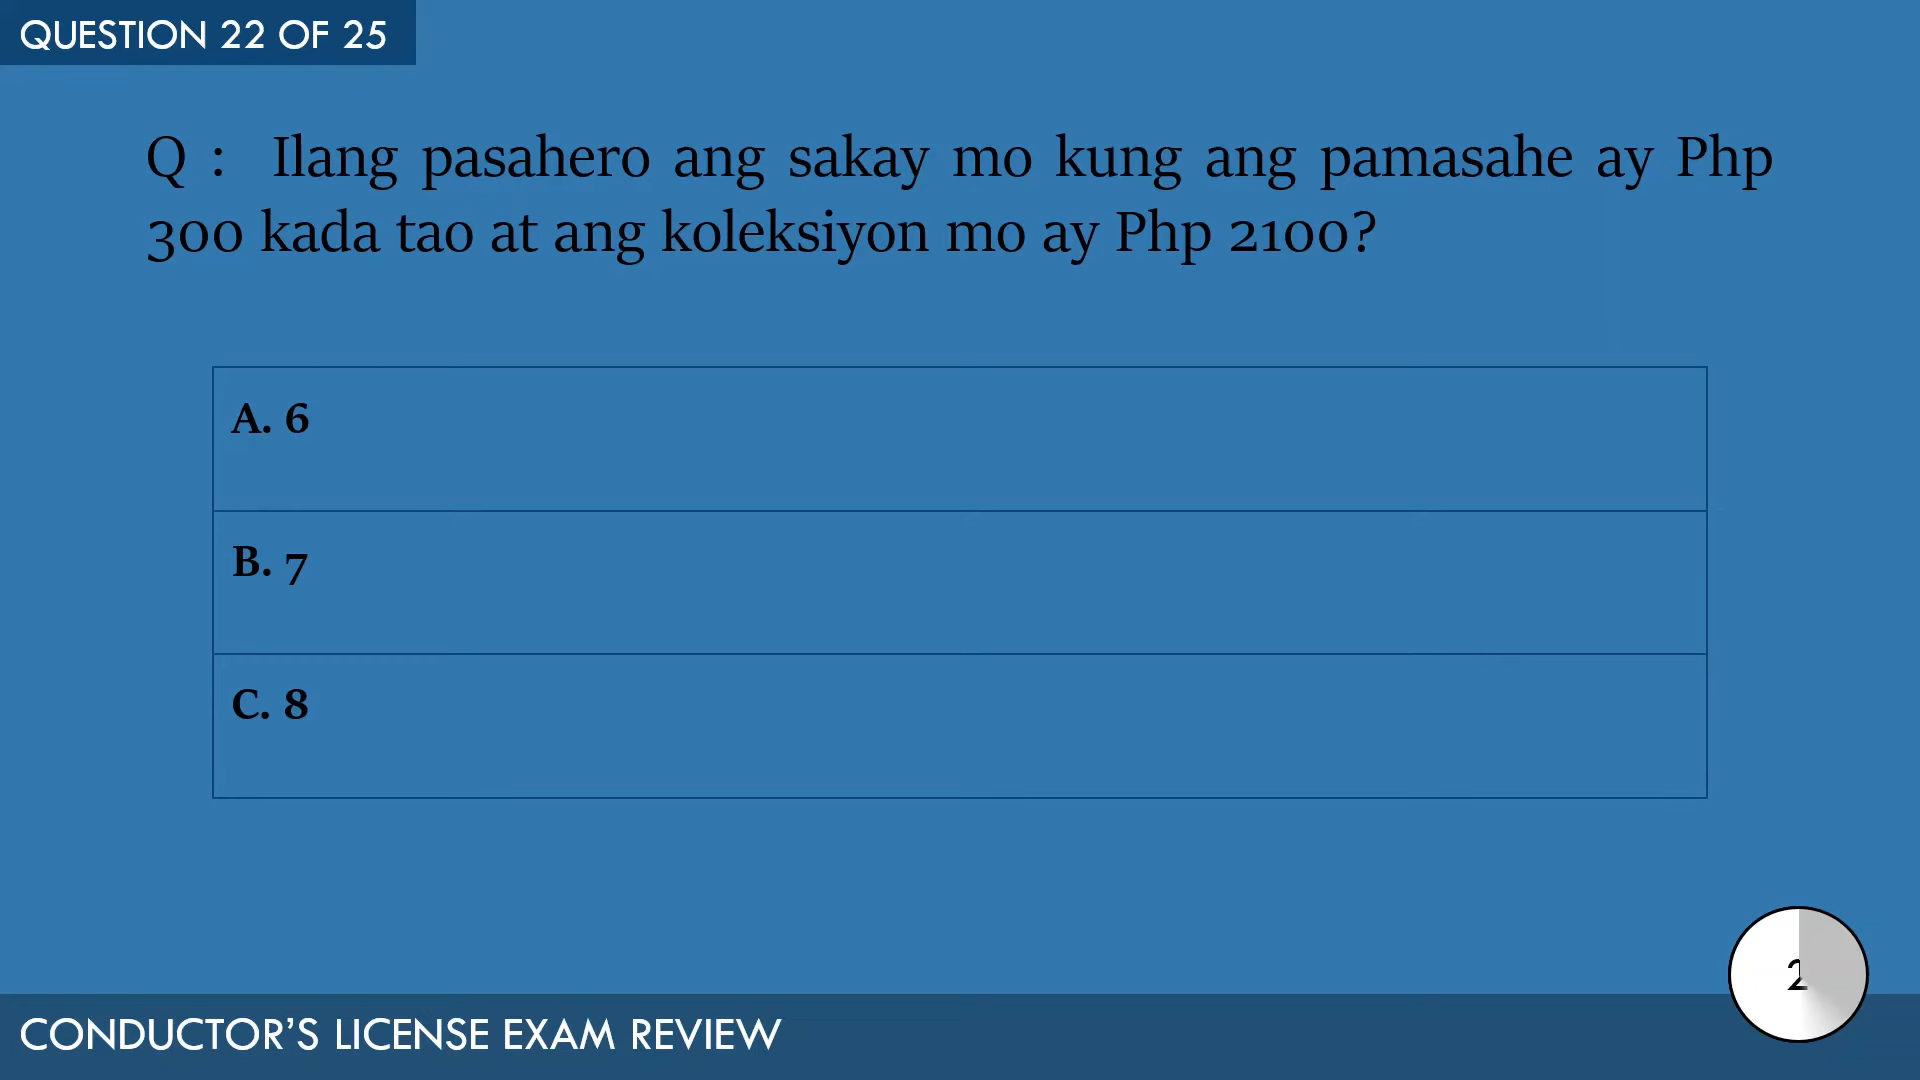 QUESTION 22 OF 25
Q : Ilang pasahero ang sakay mo kung ang pamasahe ay Php
300 kada tao at ang koleksiyon mo ay Php 2100?
A. 6
B. 7
C. 8
2
CONDUCTOR’S LICENSE EXAM REVIEW